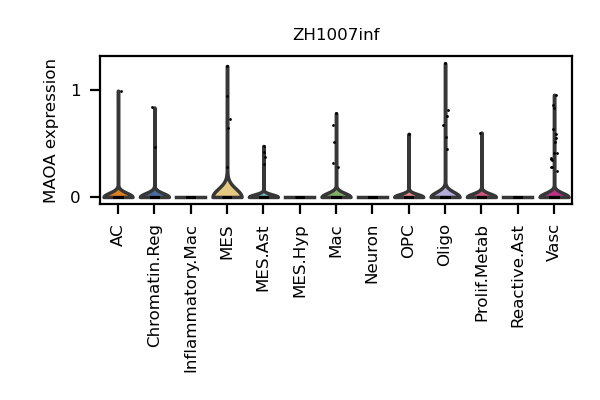 ZH1007inf
MAOA expression
1
0
AC
Chromatin.Reg
Inflammatory.Mac
MES
MES.Ast
MES.Hyp
Mac
Neuron
OPC
Oligo
Prolif.Metab
Reactive.Ast
Vasc